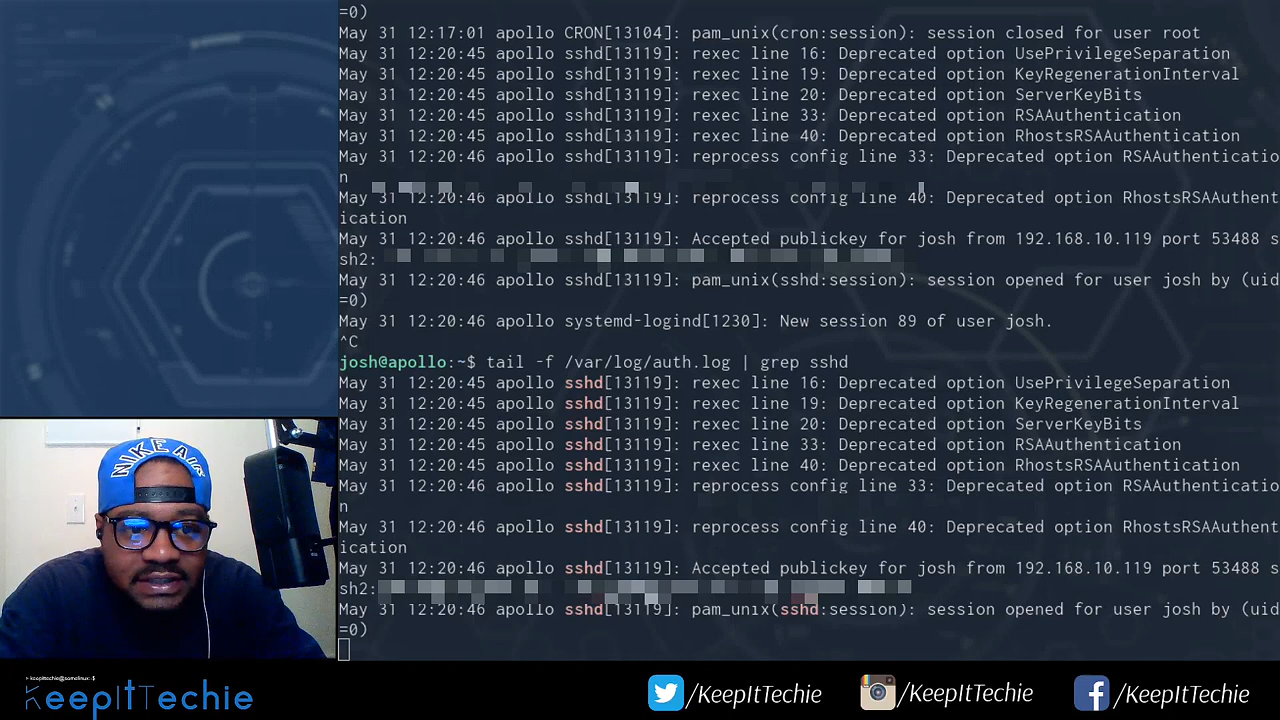 =0)
May 31 12:17:01 apollo CRON[13104]: pam_unix(cron:session): session closed for user root
May 31 12:20:45 apollo sshd[13119]: rexec line 16: Deprecated option UsePrivilegeSeparation
May 31 12:20:45 apollo sshd[13119]: rexec line 19: Deprecated option KeyRegenerationInterval
May 31 12:20:45 apollo sshd[13119]: rexec line 20: Deprecated option ServerKeyBits
May 31 12:20:45 apollo sshd[13119]: rexec line 33: Deprecated option RSAAuthentication
May 31 12:20:45 apollo sshd[13119]: rexec line 40: Deprecated option RhostsRSAAuthentication
May 31 12:20:46 apollo sshd[13119]: reprocess config line 33: Deprecated option RSAAuthenticatio
n
May 31 12:20:46 apollo sshd[13119]: reprocess config line 40: Deprecated option RhostsRSAAuthent
ication
May 31 12:20:46 apollo sshd[13119]: Accepted publickey for josh from 192.168.10.119 port 53488 s
sh2:
May 31 12:20:46 apollo sshd[13119]: pam_unix(sshd:session): session opened for user josh by (uid
=0)
May 31 12:20:46 apollo systemd-logind[1230]: New session 89 of user josh.
^C
josh@apollo:~$ tail -f /var/log/auth.log | grep sshd
May 31 12:20:45 apollo sshd[13119]: rexec line 16: Deprecated option UsePrivilegeSeparation
May 31 12:20:45 apollo sshd[13119]: rexec line 19: Deprecated option KeyRegenerationInterval
May 31 12:20:45 apollo sshd[13119]: rexec line 20: Deprecated option ServerKeyBits
May 31 12:20:45 apollo sshd[13119]: rexec line 33: Deprecated option RSAAuthentication
May 31 12:20:45 apollo sshd[13119]: rexec line 40: Deprecated option RhostsRSAAuthentication
May 31 12:20:46 apollo sshd[13119]: reprocess config line 33: Deprecated option RSAAuthenticatio
n
May 31 12:20:46 apollo sshd[13119]: reprocess config line 40: Deprecated option RhostsRSAAuthent
ication
May 31 12:20:46 apollo sshd[13119]: Accepted publickey for josh from 192.168.10.119 port 53488 s
sh2:
May 31 12:20:46 apollo sshd[13119]: pam_unix(sshd:session): session opened for user josh by (uid
=0)
NIKE AIR
keepittechie@somelinux:~$
KeepItTechie
/KeepItTechie
/KeepItTechie
/KeepItTechie